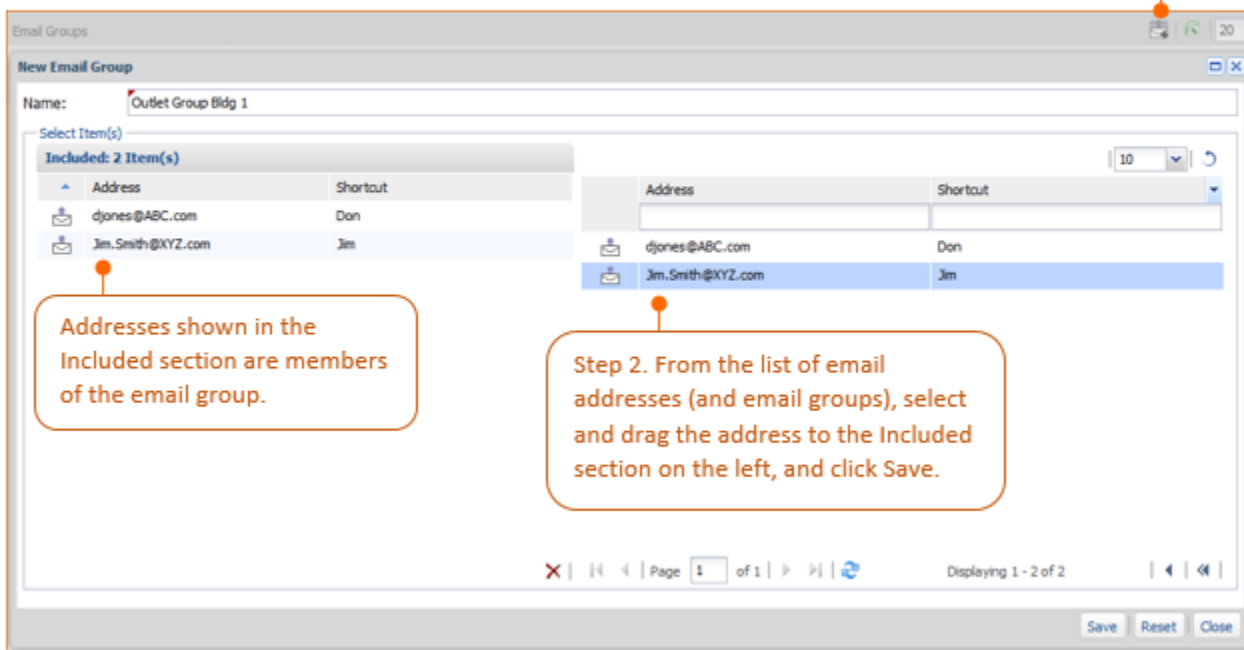 Email Groups
20
New Email Group
Name: Outlet Group Bldg 1
Select Item(s)
Included: 2 Item(s)
10
Address Shortcut
Address Shortcut
djones@ABC.com Don
Jim.Smith@XYZ.com Jim
djones@ABC.com Don
Jim.Smith@XYZ.com Jim
Addresses shown in the
Included section are members
of the email group.
Step 2. From the list of email
addresses (and email groups), select
and drag the address to the Included
section on the left, and click Save.
Page 1 of 1
Displaying 1 - 2 of 2
Save Reset Close